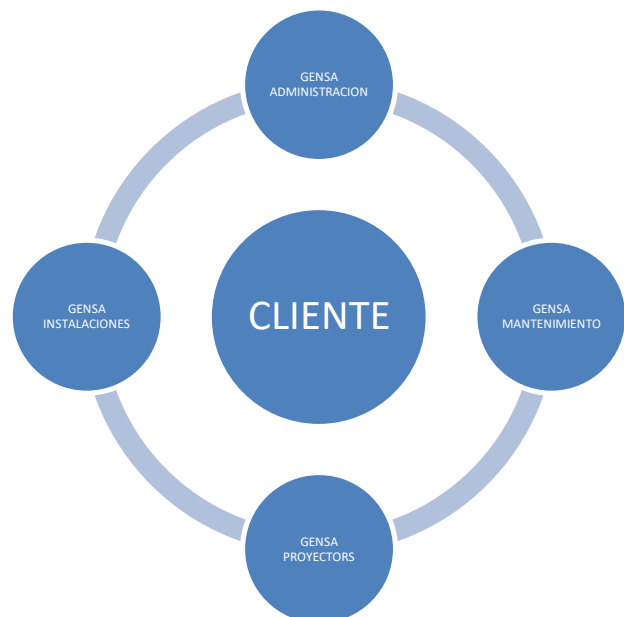 GENSA
ADMINISTRACION
GENSA
INSTALACIONES
CLIENTE
GENSA
MANTENIMIENTO
GENSA
PROYECTORS